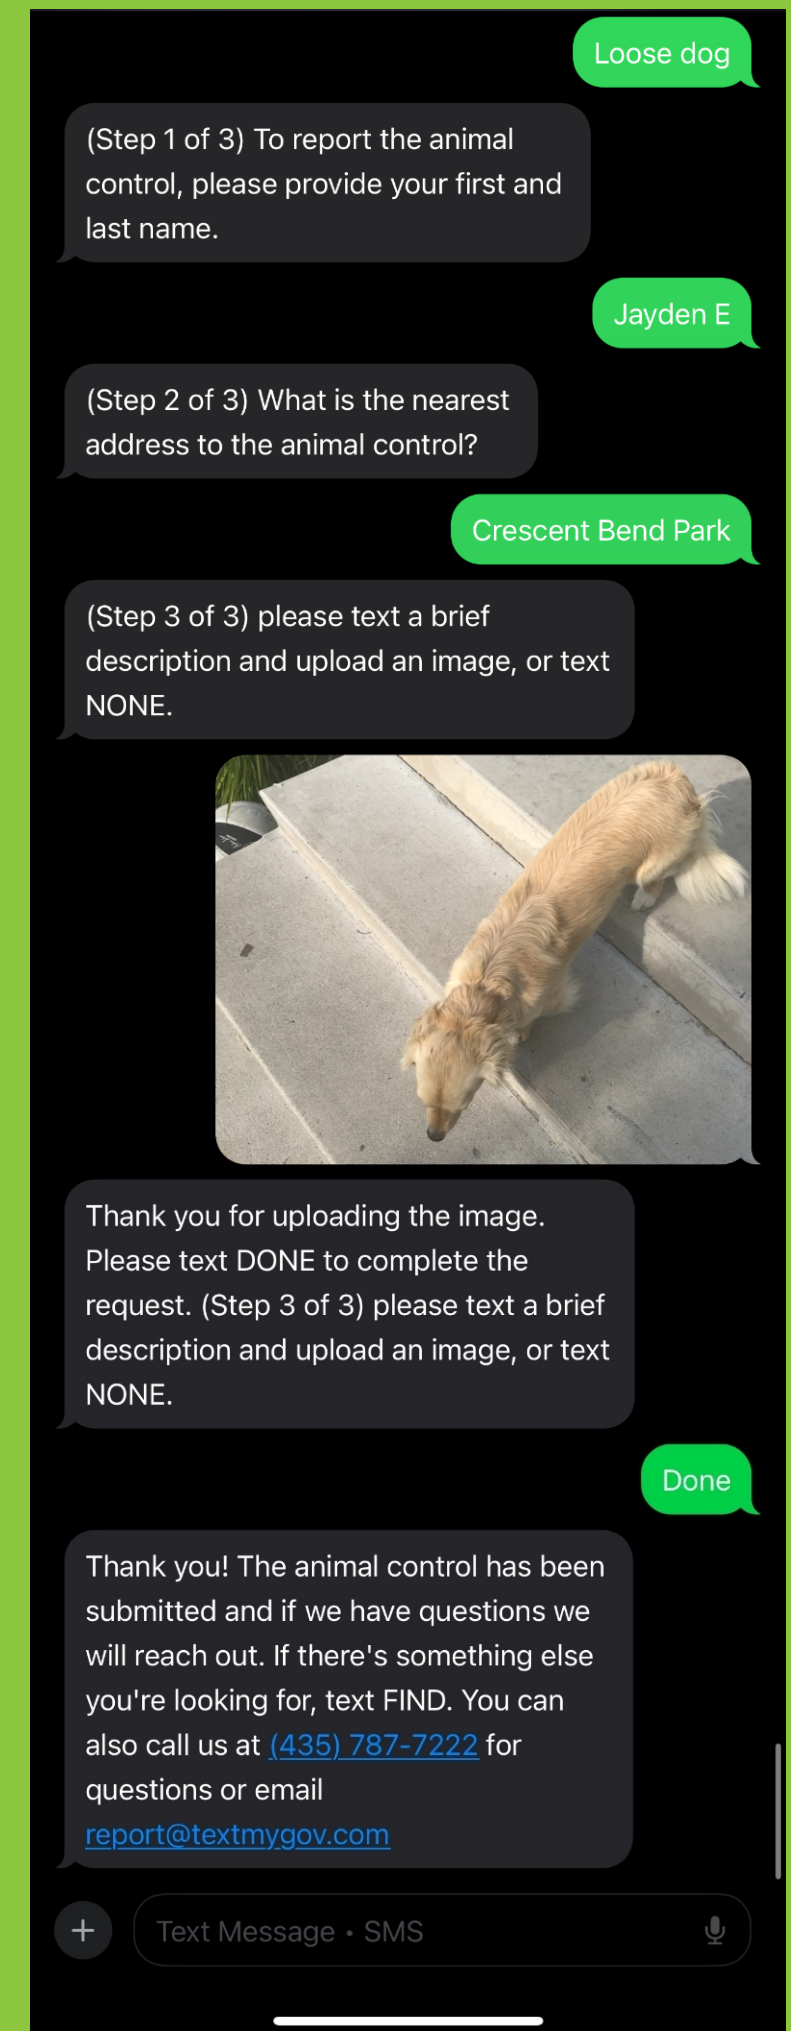 Loose dog
(Step 1 of 3) To report the animal
control, please provide your first and
last name.
Jayden E
(Step 2 of 3) What is the nearest
address to the animal control?
Crescent Bend Park
(Step 3 of 3) please text a brief
description and upload an image, or text
NONE.
Thank you for uploading the image.
Please text DONE to complete the
request. (Step 3 of 3) please text a brief
description and upload an image, or text
NONE.
Done
Thank you! The animal control has been
submitted and if we have questions we
will reach out. If there's something else
you're looking for, text FIND. You can
also call us at (435) 787-7222 for
questions or email
report@textmygov.com
Text Message • SMS